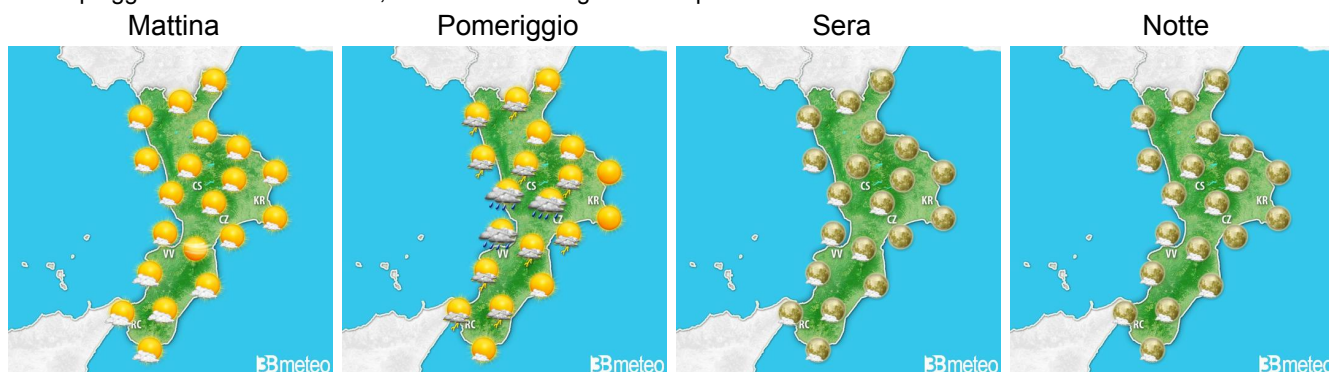 Mattina Pomeriggio Sera Notte
CS KR CZ VV RC 3Bmeteo
CS KR CZ VV RC 3Bmeteo
CS KR CZ VV RC 3Bmeteo
CS KR CZ VV RC 3Bmeteo